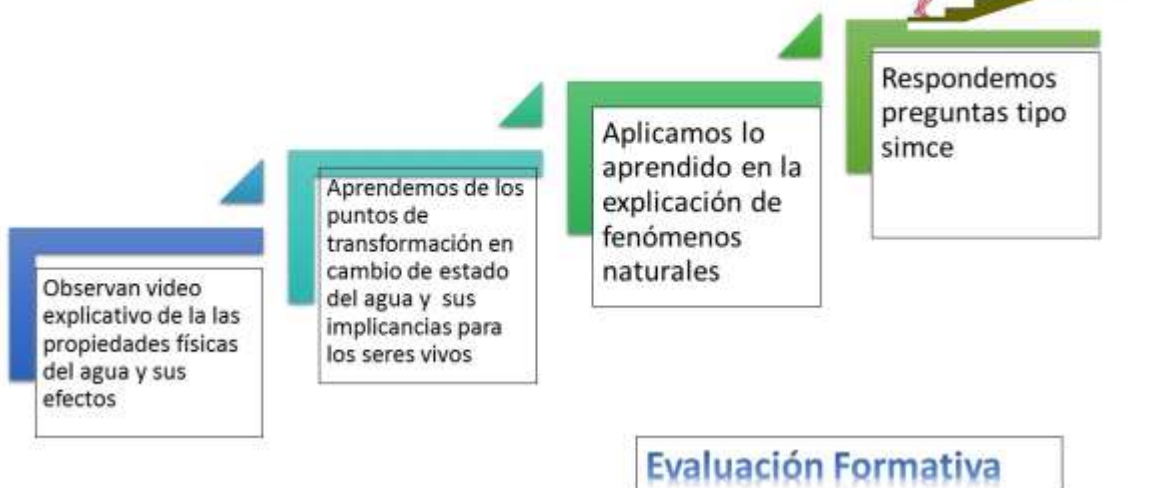 Observan video
explicativo de la las
propiedades físicas
del agua y sus
efectos
Aprendemos de los
puntos de
transformación en
cambio de estado
del agua y sus
implicancias para
los seres vivos
Aplicamos lo
aprendido en la
explicación de
fenómenos
naturales
Respondemos
preguntas tipo
simce
Evaluación Formativa